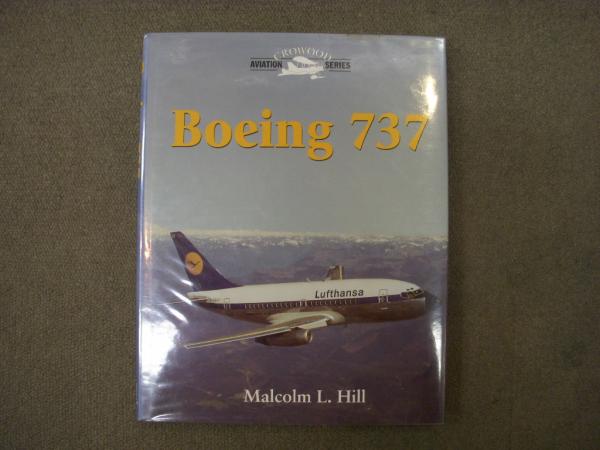 CROWOOD
AVIATION SERIES
Boeing 737
Lufthansa
Malcolm L. Hill